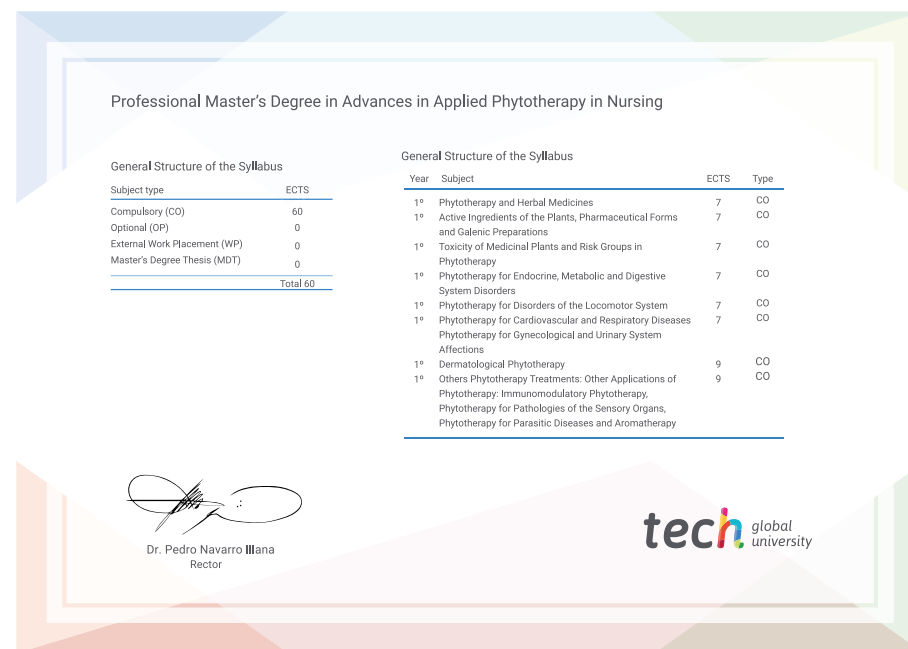 Professional Master's Degree in Advances in Applied Phytotherapy in Nursing
General Structure of the Syllabus
Subject type ECTS
Compulsory (CO) 60
Optional (OP) 0
External Work Placement (WP) 0
Master's Degree Thesis (MDT) 0
Total 60
General Structure of the Syllabus
Year Subject ECTS Type
1º Phytotherapy and Herbal Medicines 7 CO
1º Active Ingredients of the Plants, Pharmaceutical Forms 7 CO
and Galenic Preparations
1º Toxicity of Medicinal Plants and Risk Groups in 7 CO
Phytotherapy
1º Phytotherapy for Endocrine, Metabolic and Digestive 7 CO
System Disorders
1º Phytotherapy for Disorders of the Locomotor System 7 CO
1º Phytotherapy for Cardiovascular and Respiratory Diseases 7 CO
Phytotherapy for Gynecological and Urinary System
Affections
1º Dermatological Phytotherapy 9 CO
1º Others Phytotherapy Treatments: Other Applications of 9 CO
Phytotherapy: Immunomodulatory Phytotherapy,
Phytotherapy for Pathologies of the Sensory Organs,
Phytotherapy for Parasitic Diseases and Aromatherapy
Dr. Pedro Navarro Illana
Rector
tech global
university